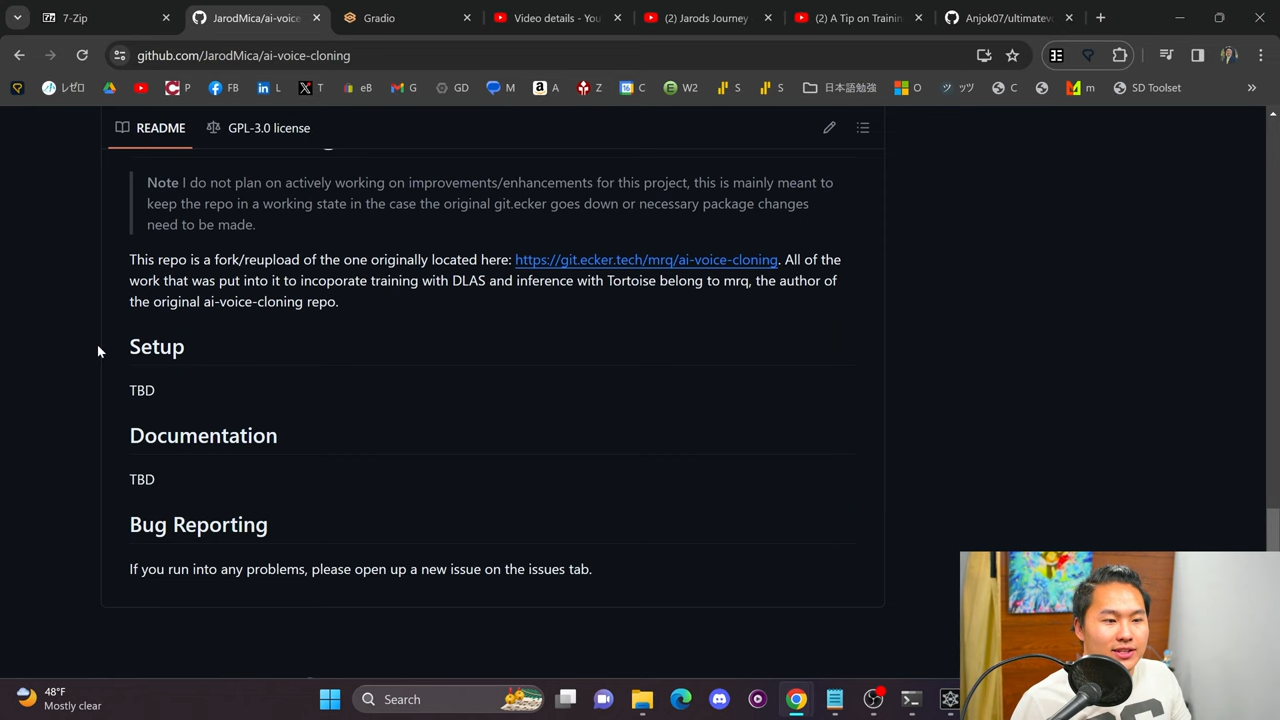 7-Zip
JarodMica/ai-voice
Gradio
Video details - You
(2) Jarods Journey
(2) A Tip on Trainin
Anjok07/ultimatev
github.com/JarodMica/ai-voice-cloning
レゼロ
P
FB
L
T
eB
G
GD
M
A
Z
C
W2
S
S
日本語勉強
O
ツッツ
C
m
SD Toolset
README
GPL-3.0 license
Note I do not plan on actively working on improvements/enhancements for this project, this is mainly meant to
keep the repo in a working state in the case the original git.ecker goes down or necessary package changes
need to be made.
This repo is a fork/reupload of the one originally located here: https://git.ecker.tech/mrq/ai-voice-cloning. All of the
work that was put into it to incoporate training with DLAS and inference with Tortoise belong to mrq, the author of
the original ai-voice-cloning repo.
Setup
TBD
Documentation
TBD
Bug Reporting
If you run into any problems, please open up a new issue on the issues tab.
48°F
Mostly clear
Search